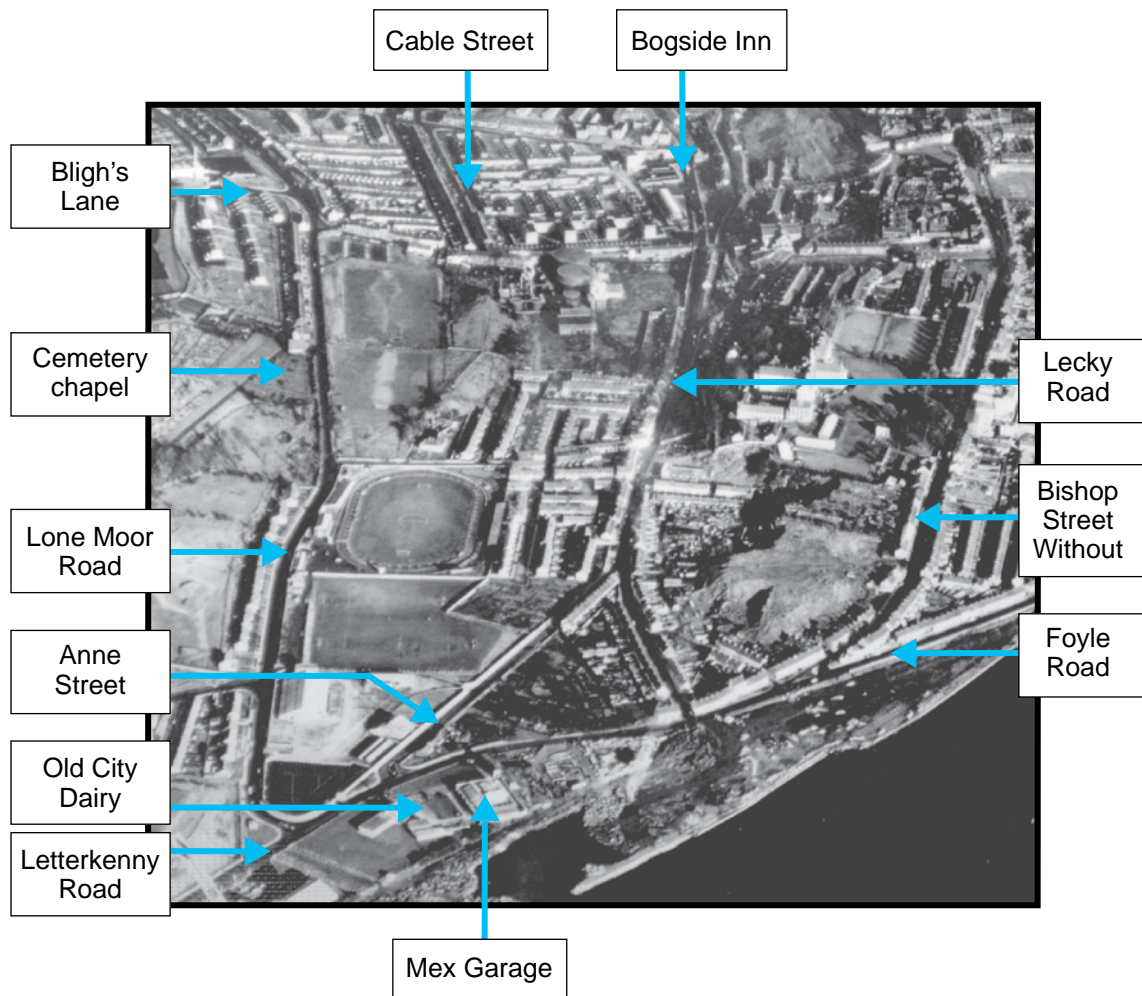 Cable Street
Bogside Inn
Bligh's
Lane
Cemetery
chapel
Lecky
Road
Lone Moor
Road
Bishop
Street
Without
Anne
Street
Foyle
Road
Old City
Dairy
Letterkenny
Road
Mex Garage